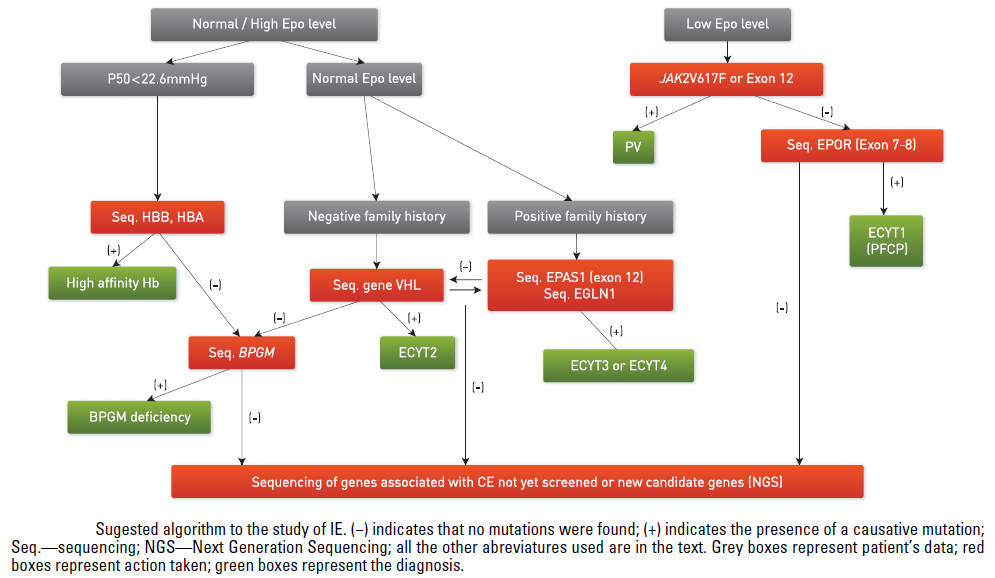 Normal / High Epo level
Low Epo level
P50<22.6mmHg
Normal Epo level
JAK2V617F or Exon 12
(+)
(-)
PV
Seq. EPOR (Exon 7–8)
(+)
Seq. HBB, HBA
Negative family history
Positive family history
ECYT1
(PFCP)
(+)
High affinity Hb
(-)
Seq. gene VHL
(-)
Seq. EPAS1 (exon 12)
Seq. EGLN1
(-)
(-)
(+)
(+)
Seq. BPGM
ECYT2
ECYT3 or ECYT4
(+)
(-)
(-)
BPGM deficiency
Sequencing of genes associated with CE not yet screened or new candidate genes (NGS)
Sugested algorithm to the study of IE. (–) indicates that no mutations were found; (+) indicates the presence of a causative mutation;
Seq.—sequencing; NGS—Next Generation Sequencing; all the other abreviatures used are in the text. Grey boxes represent patient's data; red
boxes represent action taken; green boxes represent the diagnosis.